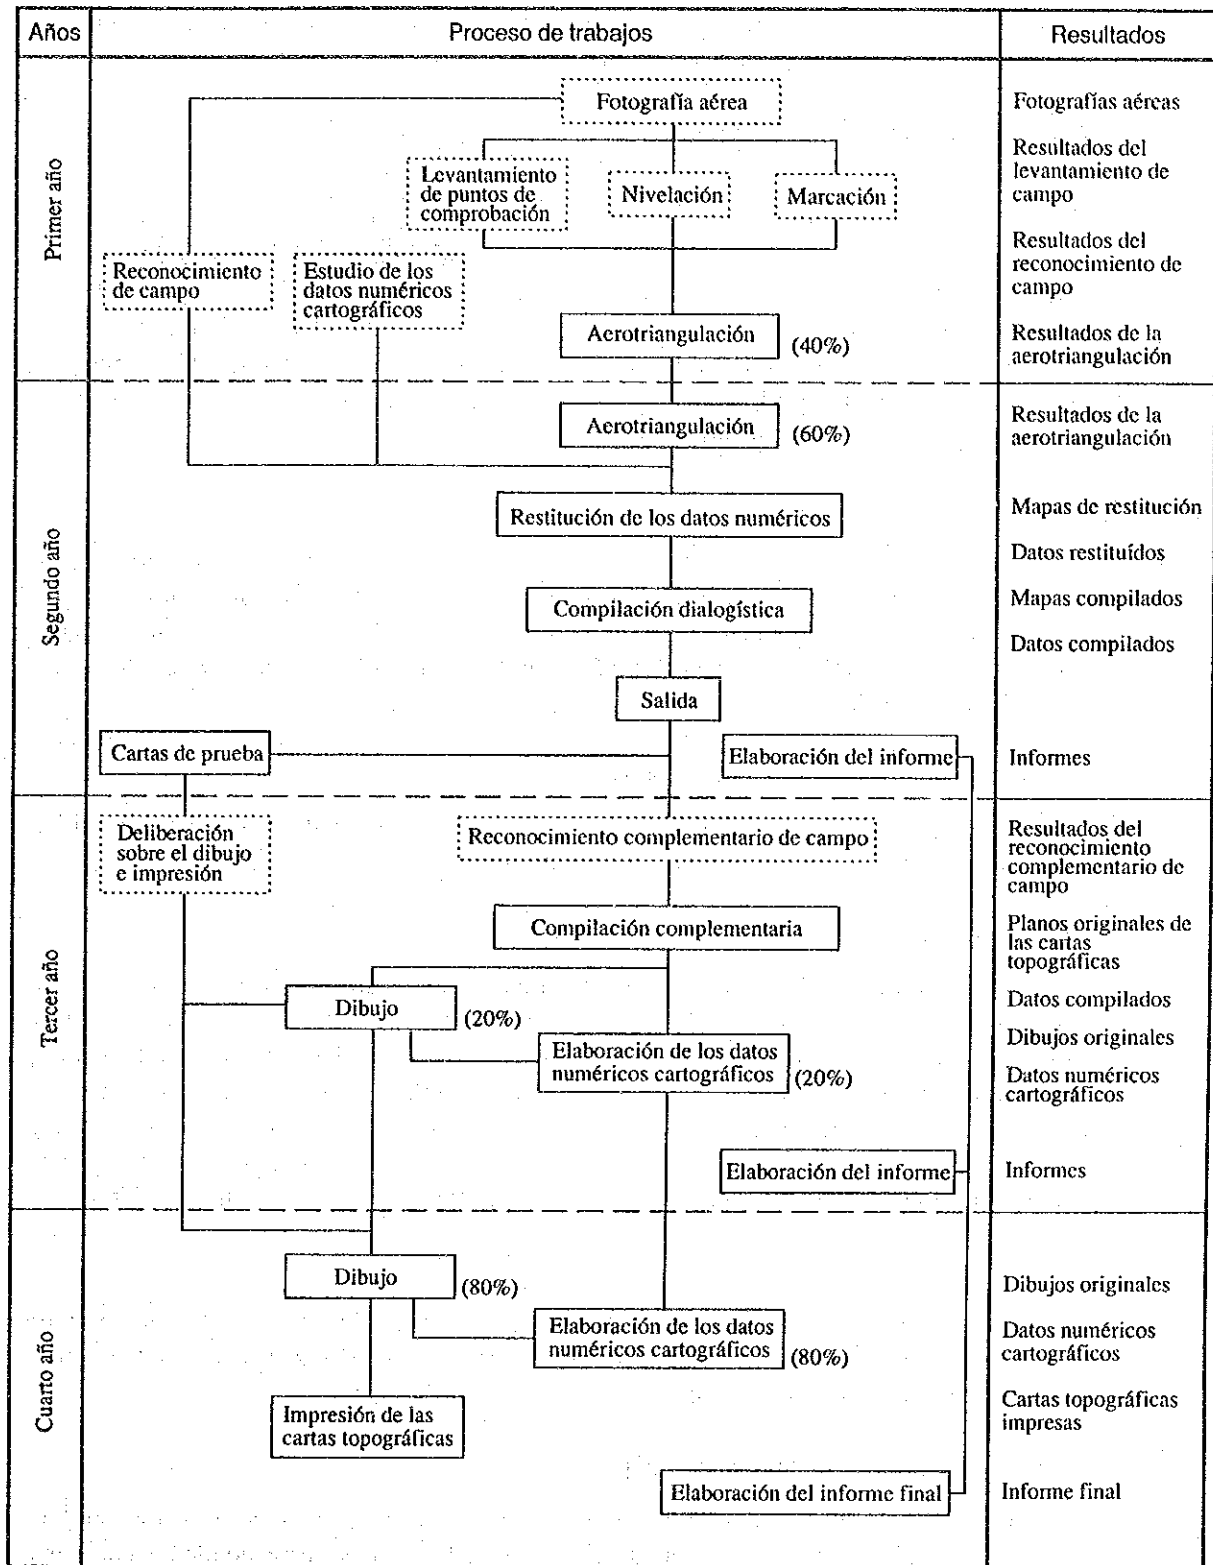 Años
Proceso de trabajos
Resultados
Primer año
Fotografía aérea
Fotografías aéreas
Levantamiento
de puntos de
comprobación
Nivelación
Marcación
Resultados del
levantamiento de
campo
Reconocimiento
de campo
Estudio de los
datos numéricos
cartográficos
Resultados del
reconocimiento de
campo
Aerotriangulación
(40%)
Resultados de la
aerotriangulación
Segundo año
Aerotriangulación
(60%)
Resultados de la
aerotriangulación
Restitución de los datos numéricos
Mapas de restitución
Datos restituídos
Compilación dialogística
Mapas compilados
Datos compilados
Salida
Cartas de prueba
Elaboración del informe
Informes
Tercer año
Deliberación
sobre el dibujo
e impresión
Reconocimiento complementario de campo
Resultados del
reconocimiento
complementario de
campo
Compilación complementaria
Planos originales de
las cartas
topográficas
Dibujo
(20%)
Datos compilados
Elaboración de los datos
numéricos cartográficos
(20%)
Dibujos originales
Datos numéricos
cartográficos
Elaboración del informe
Informes
Cuarto año
Dibujo
(80%)
Dibujos originales
Elaboración de los datos
numéricos cartográficos
(80%)
Datos numéricos
cartográficos
Impresión de las
cartas topográficas
Cartas topográficas
impresas
Elaboración del informe final
Informe final